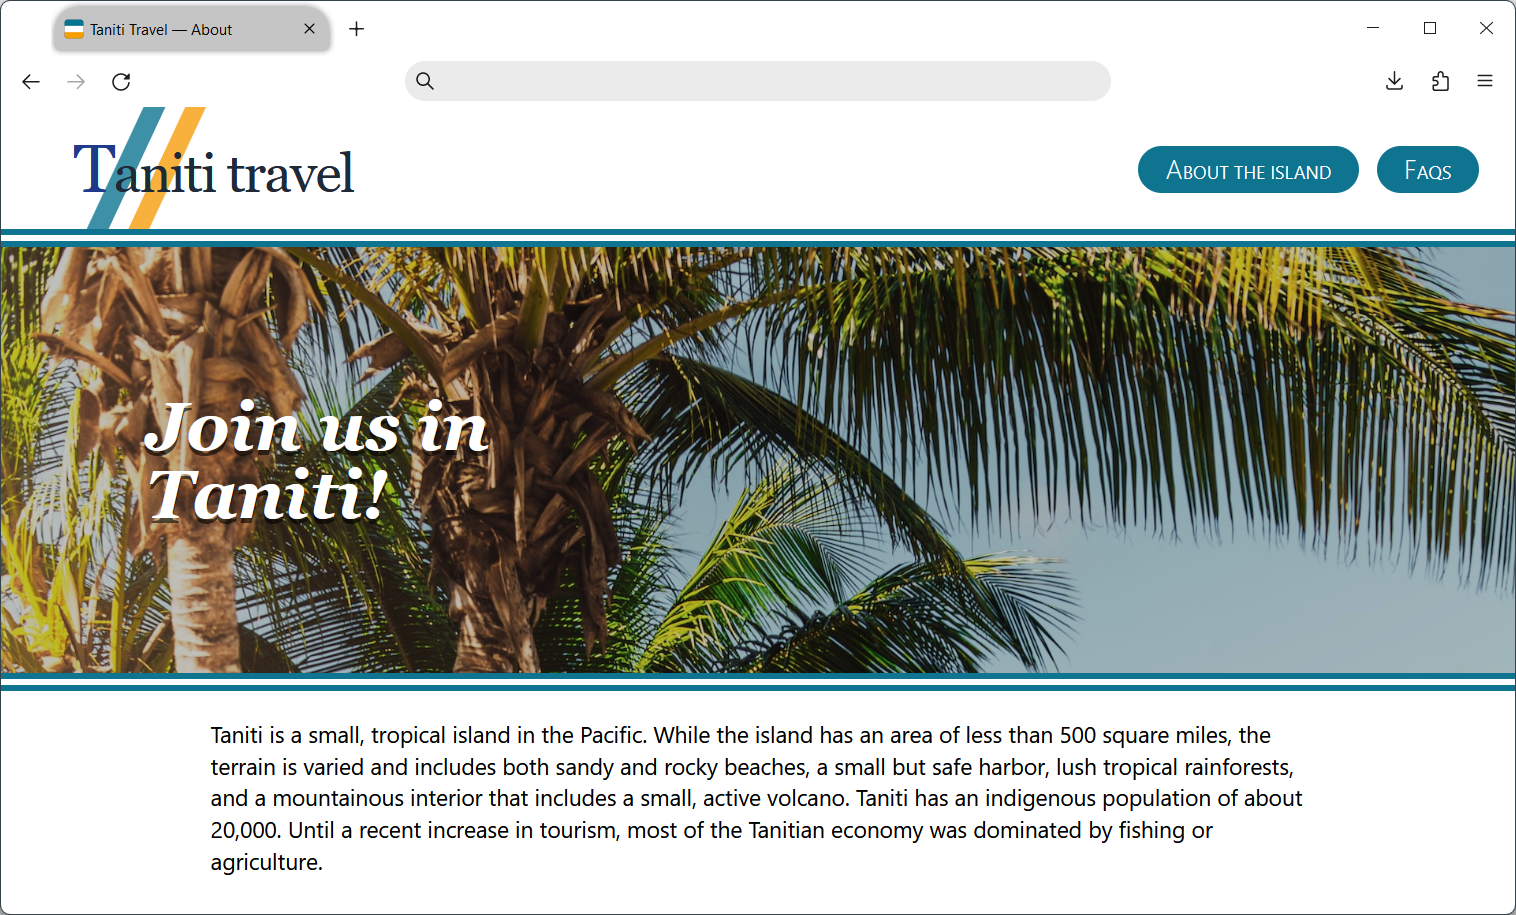 Taniti Travel — About
Taniti travel
About the island
Faqs
Join us in
Taniti!
Taniti is a small, tropical island in the Pacific. While the island has an area of less than 500 square miles, the
terrain is varied and includes both sandy and rocky beaches, a small but safe harbor, lush tropical rainforests,
and a mountainous interior that includes a small, active volcano. Taniti has an indigenous population of about
20,000. Until a recent increase in tourism, most of the Tanitian economy was dominated by fishing or
agriculture.